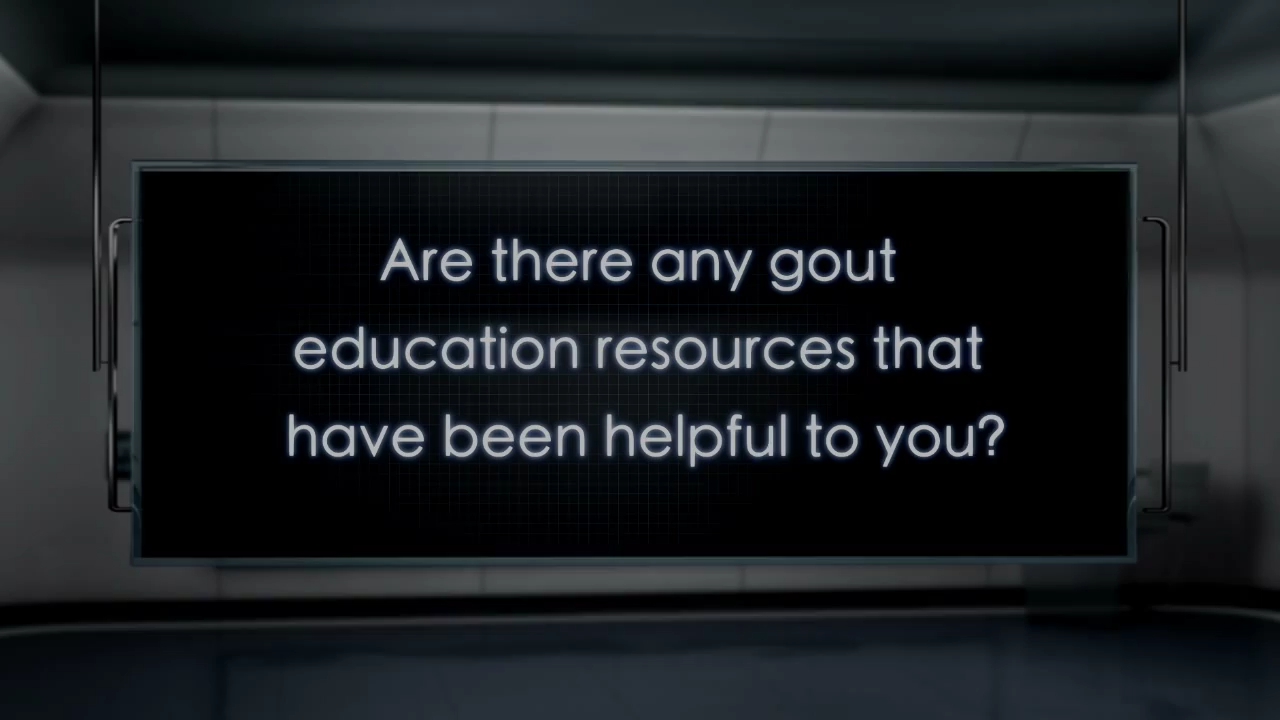 Are there any gout
education resources that
have been helpful to you?